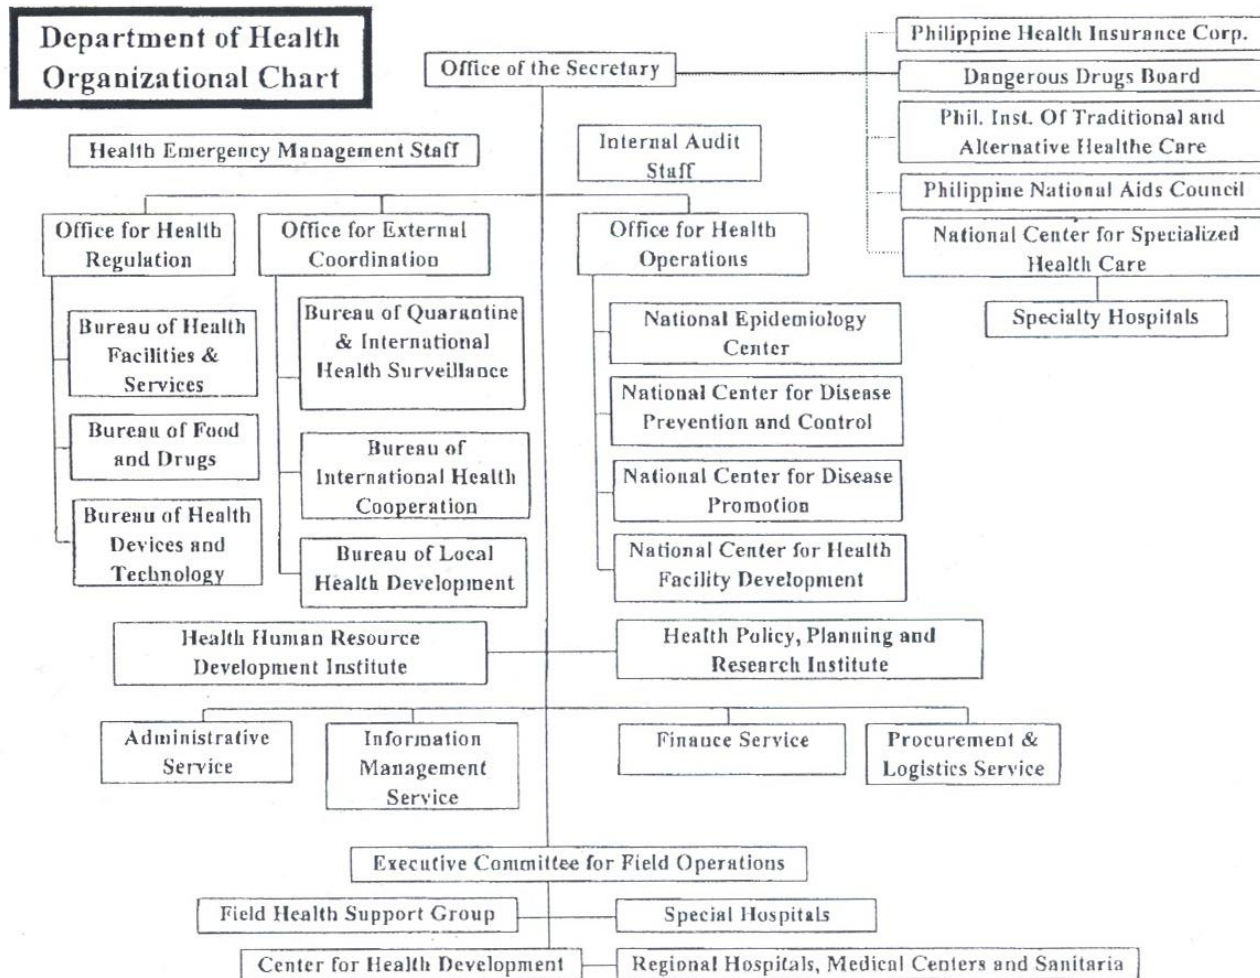 Department of Health
Organizational Chart
Office of the Secretary
Philippine Health Insurance Corp.
Dangerous Drugs Board
Phil. Inst. Of Traditional and
Alternative Healthe Care
Philippine National Aids Council
National Center for Specialized
Health Care
Specialty Hospitals
Health Emergency Management Staff
Internal Audit
Staff
Office for Health
Regulation
Office for External
Coordination
Office for Health
Operations
Bureau of Health
Facilities &
Services
Bureau of Food
and Drugs
Bureau of Health
Devices and
Technology
Bureau of Quarantine
& International
Health Surveillance
Bureau of
International Health
Cooperation
Bureau of Local
Health Development
National Epidemiology
Center
National Center for Disease
Prevention and Control
National Center for Disease
Promotion
National Center for Health
Facility Development
Health Human Resource
Development Institute
Health Policy, Planning and
Research Institute
Administrative
Service
Information
Management
Service
Finance Service
Procurement &
Logistics Service
Executive Committee for Field Operations
Field Health Support Group
Special Hospitals
Center for Health Development
Regional Hospitals, Medical Centers and Sanitaria